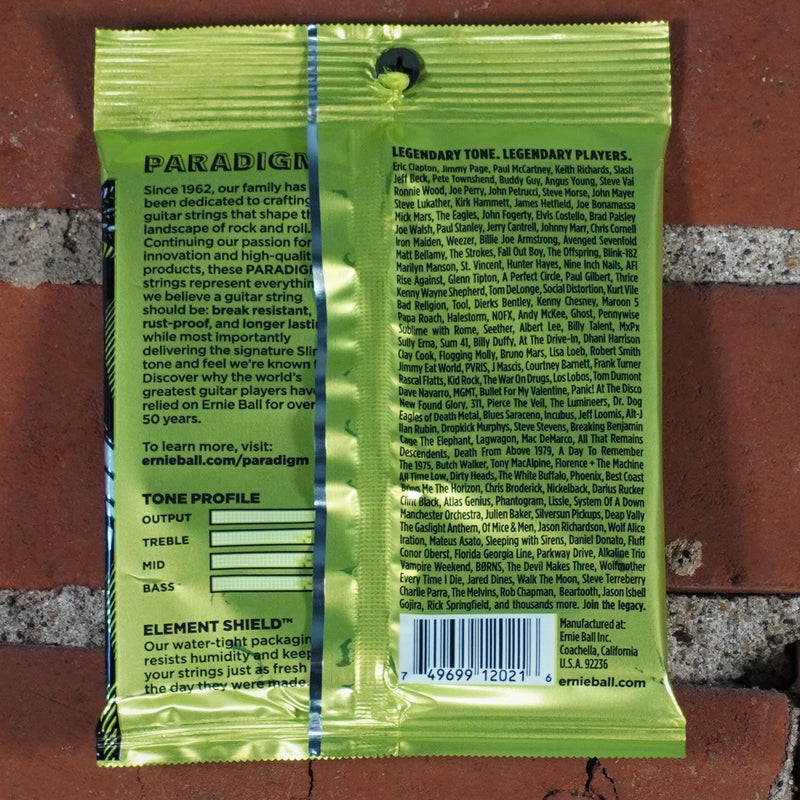 PARADIGM
Since 1962, our family has
been dedicated to crafting
guitar strings that shape th
landscape of rock and roll.
Continuing our passion for
innovation and high-qualit
products, these PARADIG
strings represent everythin
we believe a guitar string
should be: break resistant,
rust-proof, and longer lasti
while most importantly
delivering the signature Slin
tone and feel we're known f
Discover why the world's
greatest guitar players have
relied on Ernie Ball for over
50 years.
To learn more, visit:
ernieball.com/paradigm
TONE PROFILE
OUTPUT
TREBLE
MID
BASS
ELEMENT SHIELD™
Our water-tight packagin
resists humidity and keep
your strings just as fresh
the day they were made.
LEGENDARY TONE. LEGENDARY PLAYERS.
Eric Clapton, Jimmy Page, Paul McCartney, Keith Richards, Slash
Jeff Beck, Pete Townshend, Buddy Guy, Angus Young, Steve Vai
Ronnie Wood, Joe Perry, John Petrucci, Steve Morse, John Mayer
Steve Lukather, Kirk Hammett, James Hetfield, Joe Bonamassa
Mick Mars, The Eagles, John Fogerty, Elvis Costello, Brad Paisley
Joe Walsh, Paul Stanley, Jerry Cantrell, Johnny Marr, Chris Cornell
Iron Maiden, Weezer, Billie Joe Armstrong, Avenged Sevenfold
Matt Bellamy, The Strokes, Fall Out Boy, The Offspring, Blink-182
Marilyn Manson, St. Vincent, Hunter Hayes, Nine Inch Nails, AFI
Rise Against, Glenn Tipton, A Perfect Circle, Paul Gilbert, Thrice
Kenny Wayne Shepherd, Tom DeLonge, Social Distortion, Kurt Vile
Bad Religion, Tool, Dierks Bentley, Kenny Chesney, Maroon 5
Papa Roach, Halestorm, NOFX, Andy McKee, Ghost, Pennywise
Sublime with Rome, Seether, Albert Lee, Billy Talent, MxPx
Sully Erna, Sum 41, Billy Duffy, At The Drive-In, Dhani Harrison
Clay Cook, Flogging Molly, Bruno Mars, Lisa Loeb, Robert Smith
Jimmy Eat World, PVRIS, J Mascis, Courtney Barnett, Frank Turner
Rascal Flatts, Kid Rock, The War On Drugs, Los Lobos, Tom Dumont
Dave Navarro, MGMT, Bullet For My Valentine, Panic! At The Disco
New Found Glory, 311, Pierce The Veil, The Lumineers, Dr. Dog
Eagles of Death Metal, Blues Saraceno, Incubus, Jeff Loomis, Alt-J
Ilan Rubin, Dropkick Murphys, Steve Stevens, Breaking Benjamin
Cage The Elephant, Lagwagon, Mac DeMarco, All That Remains
Descendents, Death From Above 1979, A Day To Remember
The 1975, Butch Walker, Tony MacAlpine, Florence + The Machine
All Time Low, Dirty Heads, The White Buffalo, Phoenix, Best Coast
Bring Me The Horizon, Chris Broderick, Nickelback, Darius Rucker
Clint Black, Atlas Genius, Phantogram, Lissie, System Of A Down
Manchester Orchestra, Julien Baker, Silversun Pickups, Deap Vally
The Gaslight Anthem, Of Mice & Men, Jason Richardson, Wolf Alice
Iration, Mateus Asato, Sleeping with Sirens, Daniel Donato, Fluff
Conor Oberst, Florida Georgia Line, Parkway Drive, Alkaline Trio
Vampire Weekend, BØRNS, The Devil Makes Three, Wolfmother
Every Time I Die, Jared Dines, Walk The Moon, Steve Terreberry
Charlie Parra, The Melvins, Rob Chapman, Beartooth, Jason Isbell
Gojira, Rick Springfield, and thousands more. Join the legacy.
7 49699 12021 6
Manufactured at:
Ernie Ball Inc.
Coachella, California
U.S.A. 92236
ernieball.com